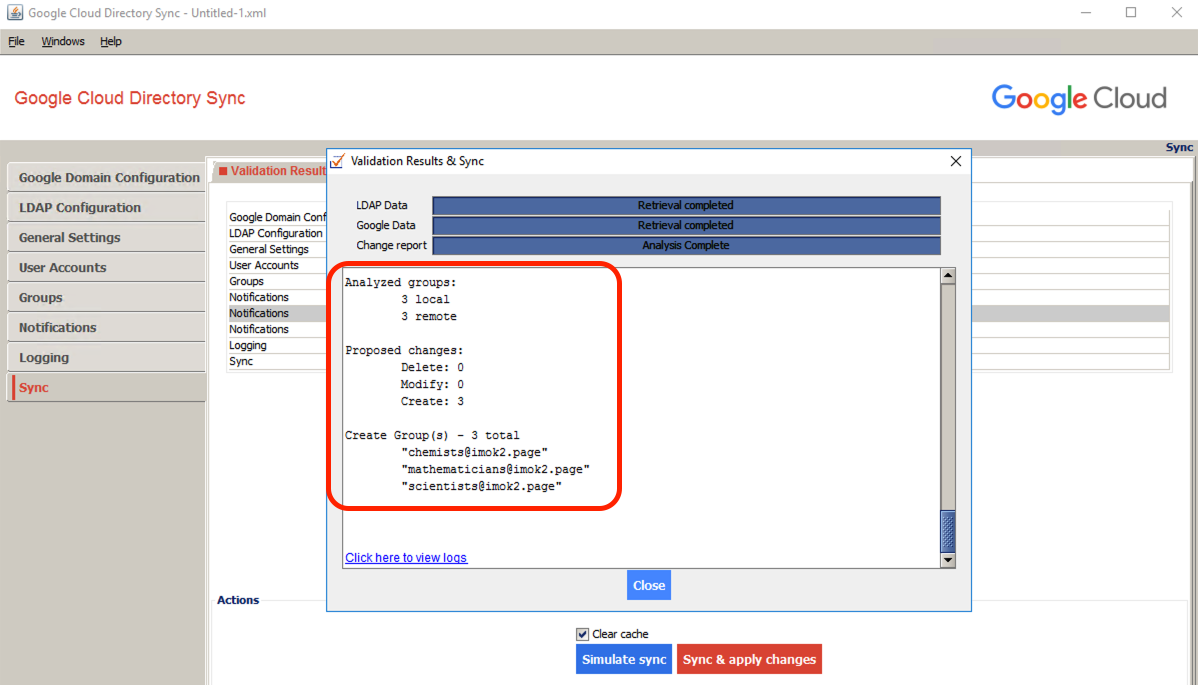 Google Cloud Directory Sync - Untitled-1.xml
File Windows Help
Google Cloud Directory Sync
Google Cloud
Sync
Google Domain Configuration
LDAP Configuration
General Settings
User Accounts
Groups
Notifications
Logging
Sync
Validation Result
Google Domain Conf
LDAP Configuration
General Settings
User Accounts
Groups
Notifications
Notifications
Notifications
Logging
Sync
Validation Results & Sync
LDAP Data Retrieval completed
Google Data Retrieval completed
Change report Analysis Complete
Analyzed groups:
3 local
3 remote
Proposed changes:
Delete: 0
Modify: 0
Create: 3
Create Group(s) - 3 total
"chemists@imok2.page"
"mathematicians@imok2.page"
"scientists@imok2.page"
Click here to view logs
Close
Actions
Clear cache
Simulate sync Sync & apply changes